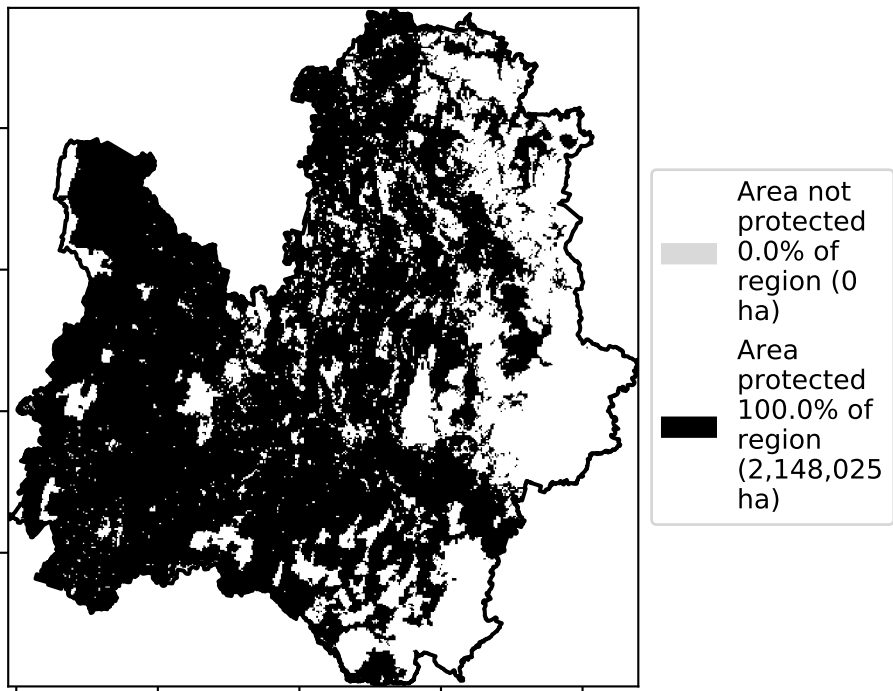 Area not
protected
0.0% of
region (0
ha)
Area
protected
100.0% of
region
(2,148,025
ha)